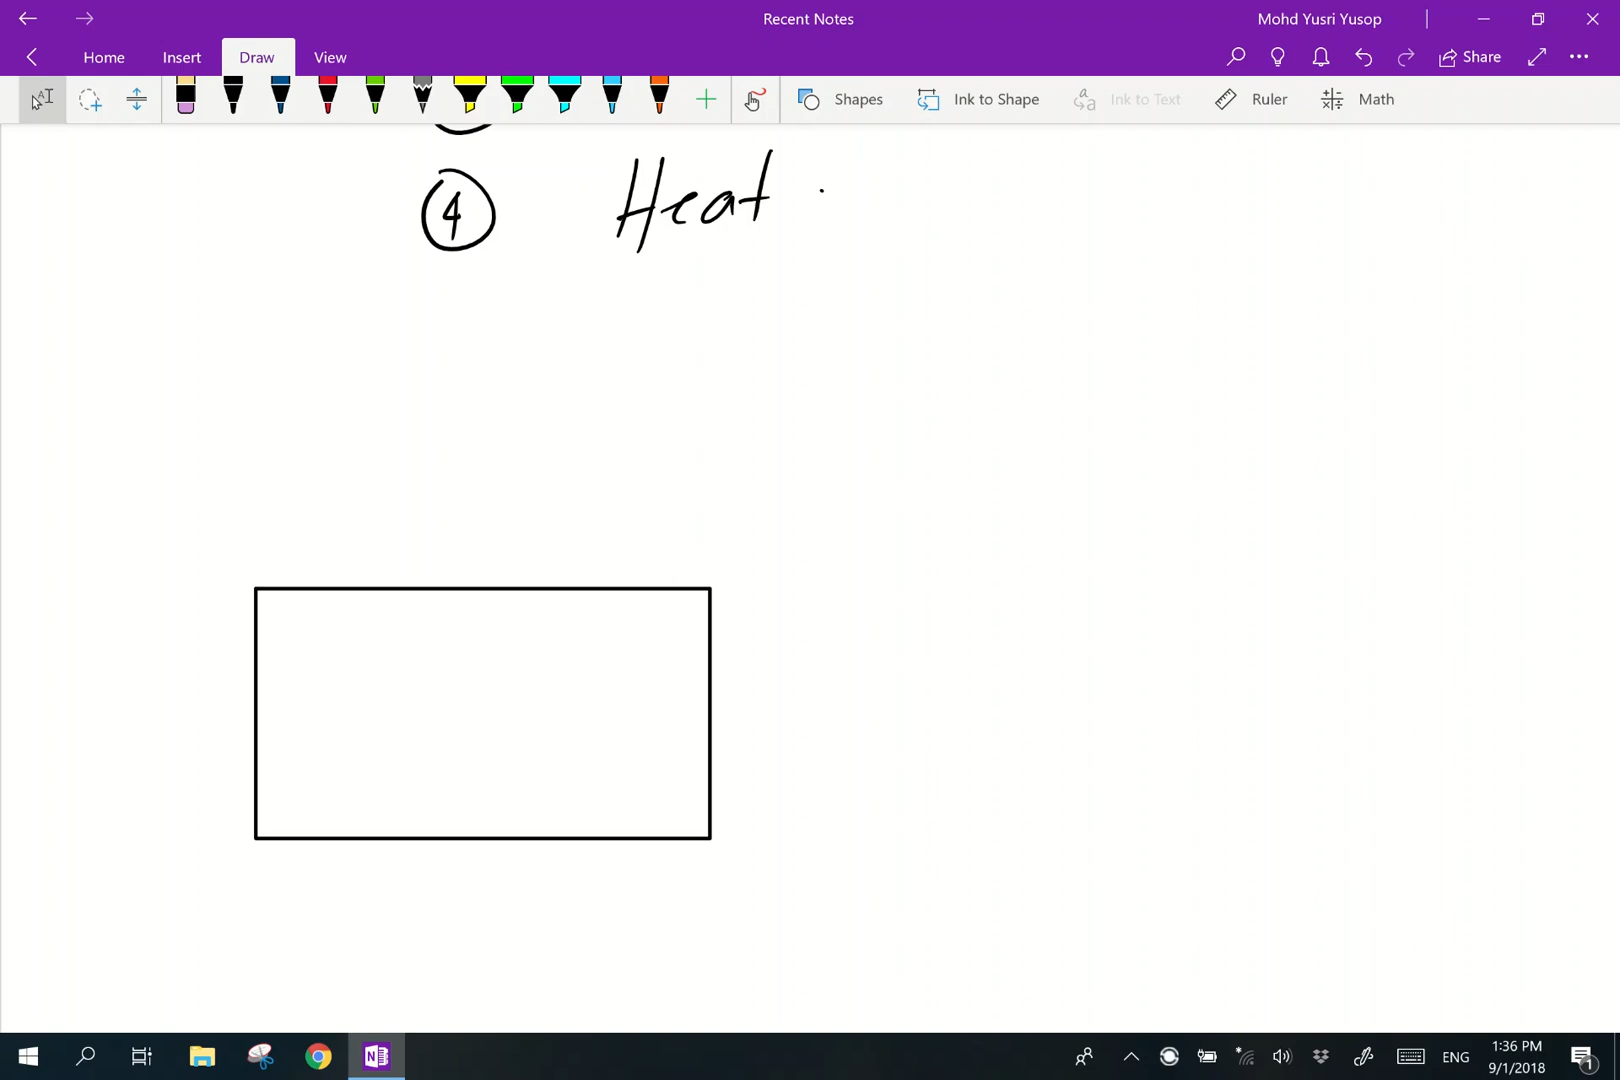 Recent Notes
Mohd Yusri Yusop
Home Insert Draw View
Share
Shapes Ink to Shape Ink to Text Ruler Math
4 Heat
ENG
1:36 PM
9/1/2018
1